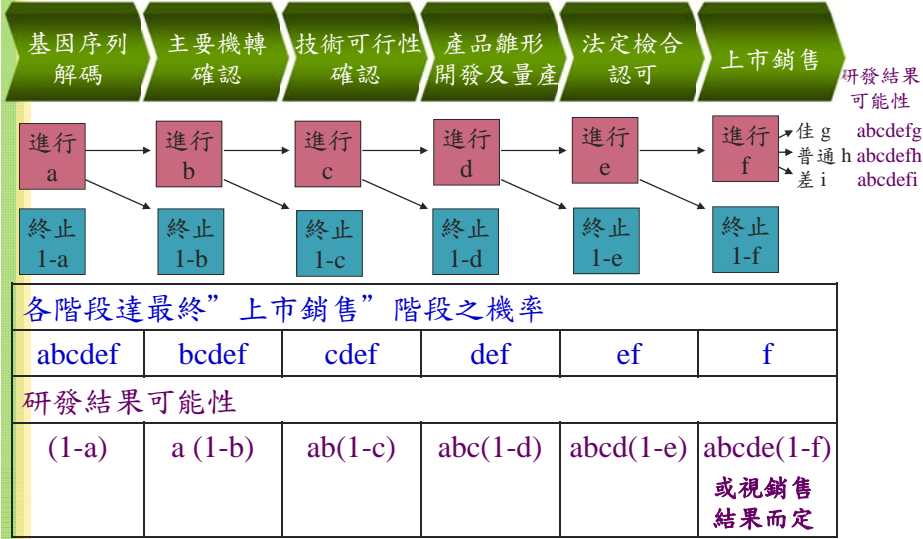 基因序列
解碼
主要機轉
確認
技術可行性
確認
產品雛形
開發及量產
法定檢合
認可
上市銷售
研發結果
可能性
進行
a
進行
b
進行
c
進行
d
進行
e
進行
f
佳 g abcdefg
普通 h abcdefh
差 i abcdefi
終止
1-a
終止
1-b
終止
1-c
終止
1-d
終止
1-e
終止
1-f
各階段達最終”上市銷售”階段之機率
abcdef bcdef cdef def ef f
研發結果可能性
(1-a) a (1-b) ab(1-c) abc(1-d) abcd(1-e) abcde(1-f)
或視銷售
結果而定